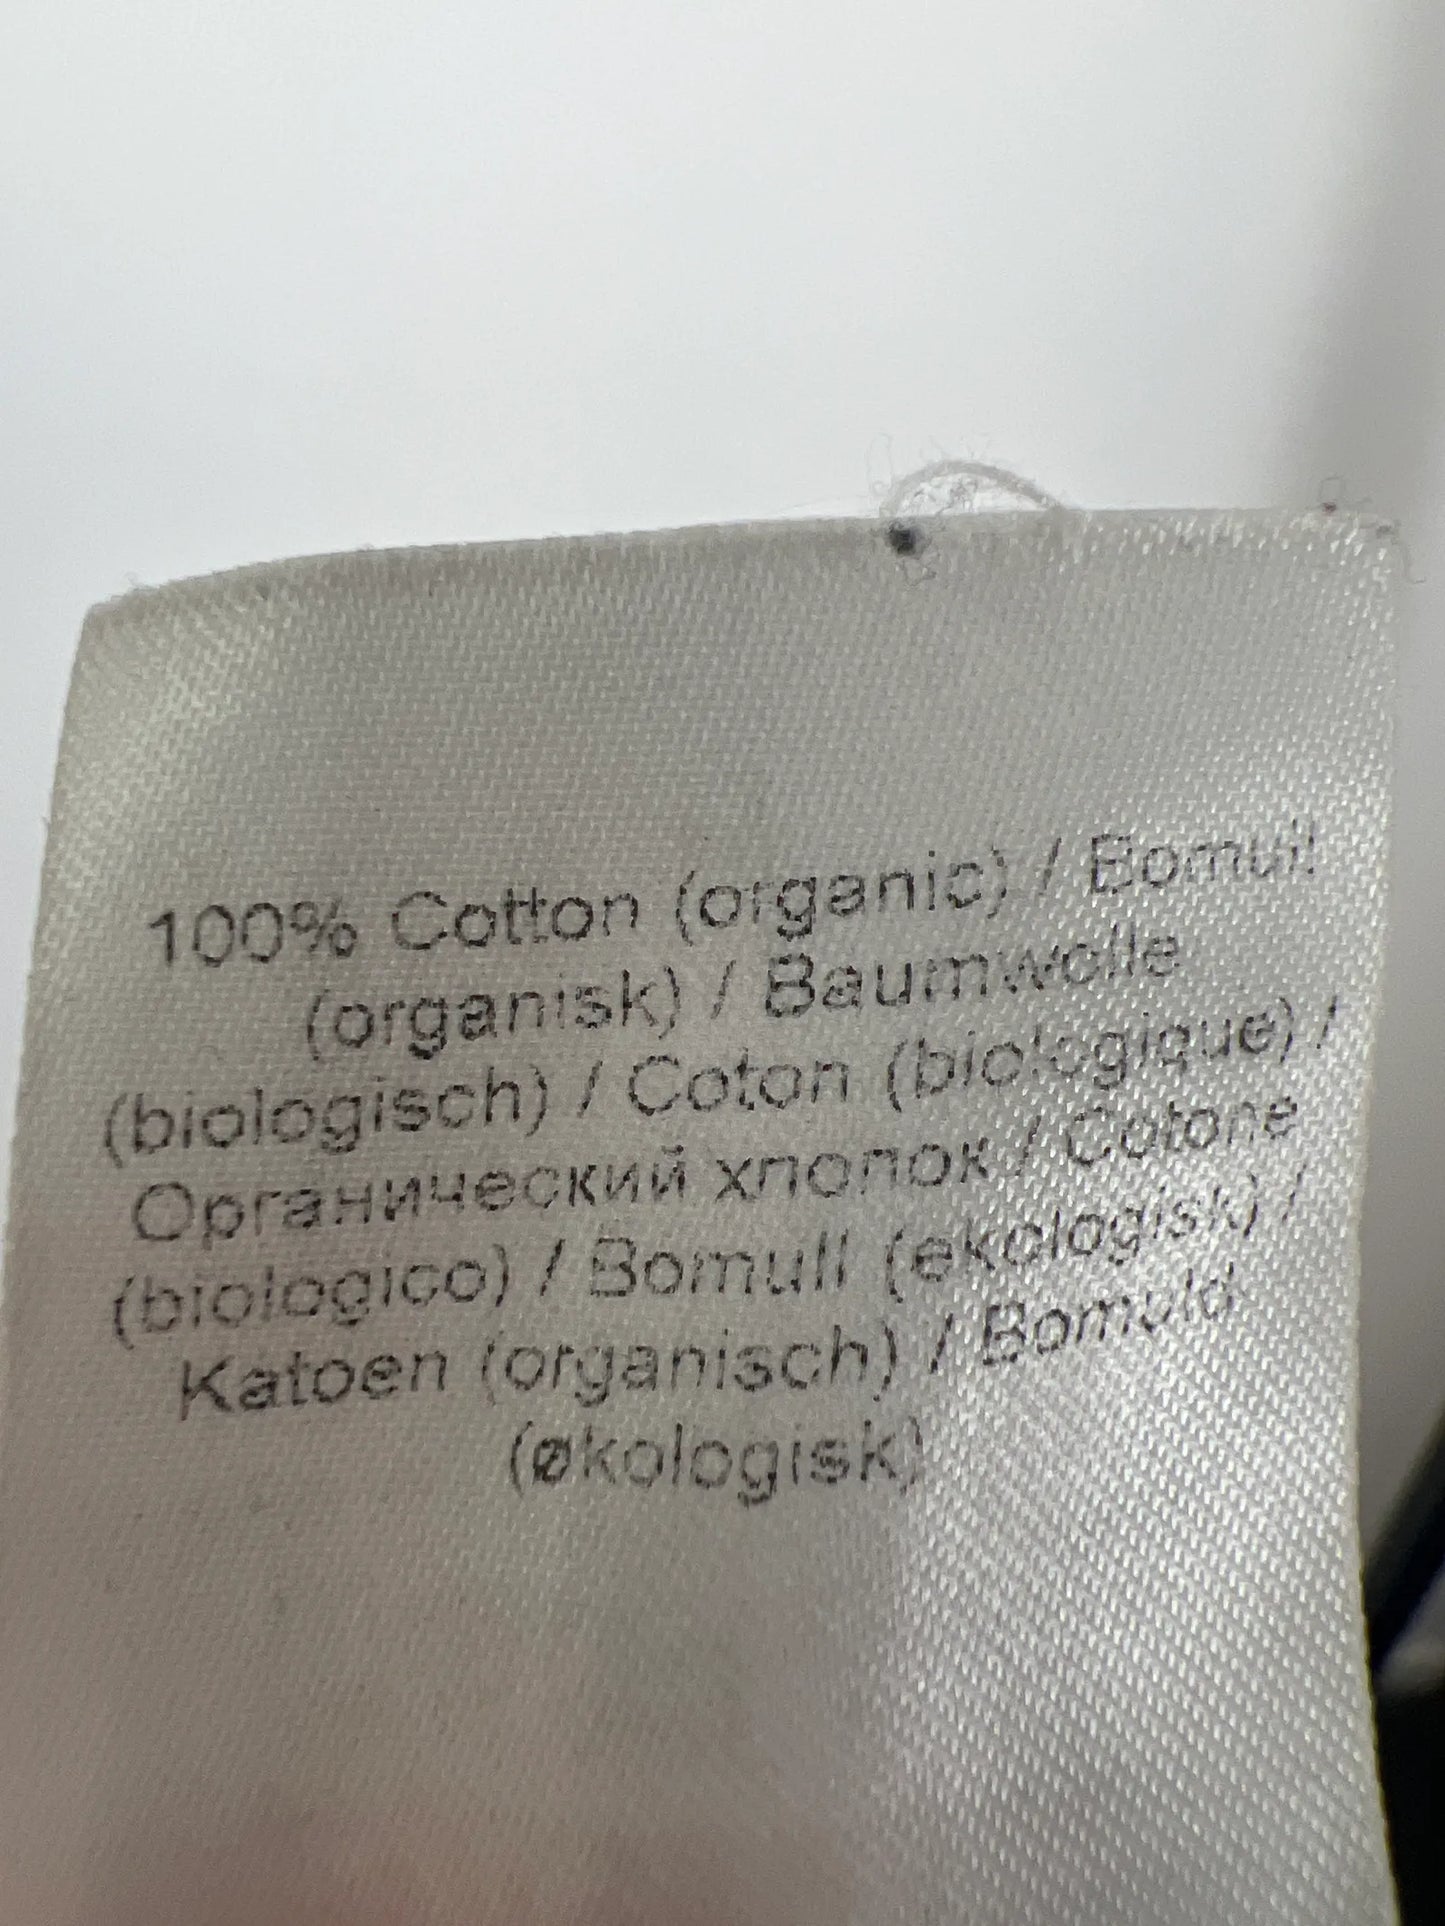 100% Cotton (organic) / Bomull
(organisk) / Baumwolle
(biologisch) / Coton (biologique) /
Органический хлопок / Cotone
(biologico) / Bomull (ekologisk) /
Katoen (organisch) / Bomuld
(økologisk)